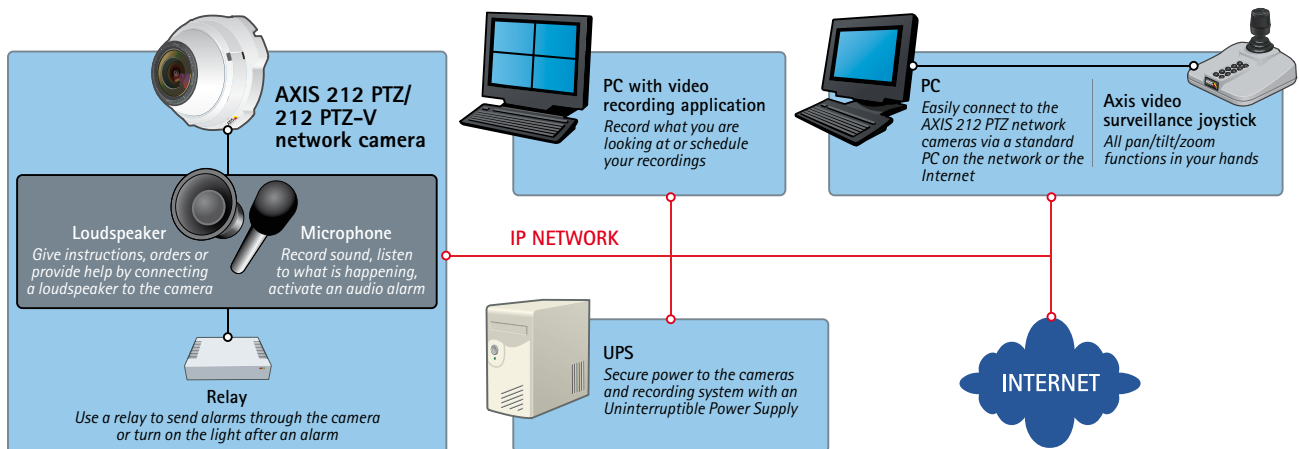 AXIS 212 PTZ/
212 PTZ-V
network camera
Loudspeaker
Give instructions, orders or
provide help by connecting
a loudspeaker to the camera
Microphone
Record sound, listen
to what is happening,
activate an audio alarm
Relay
Use a relay to send alarms through the camera
or turn on the light after an alarm
PC with video
recording application
Record what you are
looking at or schedule
your recordings
PC
Easily connect to the
AXIS 212 PTZ network
cameras via a standard
PC on the network or the
Internet
Axis video
surveillance joystick
All pan/tilt/zoom
functions in your hands
IP NETWORK
UPS
Secure power to the cameras
and recording system with an
Uninterruptible Power Supply
INTERNET